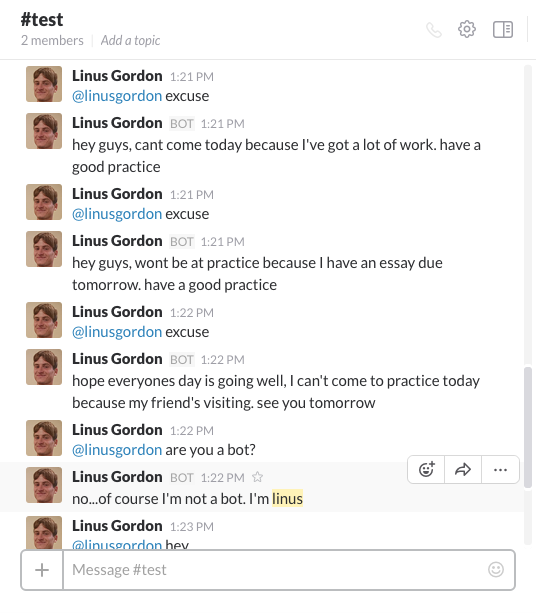 #test
2 members | Add a topic
Linus Gordon 1:21 PM
@linusgordon excuse
Linus Gordon BOT 1:21 PM
hey guys, cant come today because I've got a lot of work. have a
good practice
Linus Gordon 1:21 PM
@linusgordon excuse
Linus Gordon BOT 1:21 PM
hey guys, wont be at practice because I have an essay due
tomorrow. have a good practice
Linus Gordon 1:22 PM
@linusgordon excuse
Linus Gordon BOT 1:22 PM
hope everyones day is going well, I can't come to practice today
because my friend's visiting. see you tomorrow
Linus Gordon 1:22 PM
@linusgordon are you a bot?
Linus Gordon BOT 1:22 PM
no...of course I'm not a bot. I'm linus
Linus Gordon 1:23 PM
@linusgordon hey
Message #test